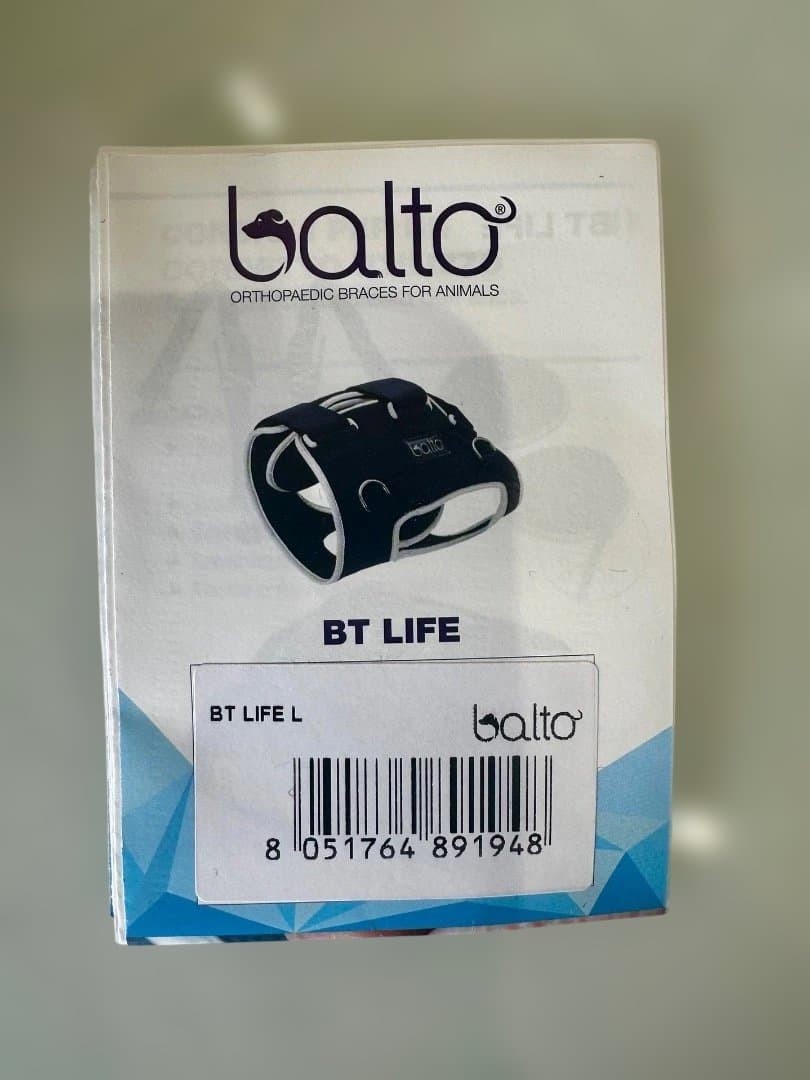 balto®
ORTHOPAEDIC BRACES FOR ANIMALS
balto
BT LIFE
BT LIFE L
balto
8 051764 891948